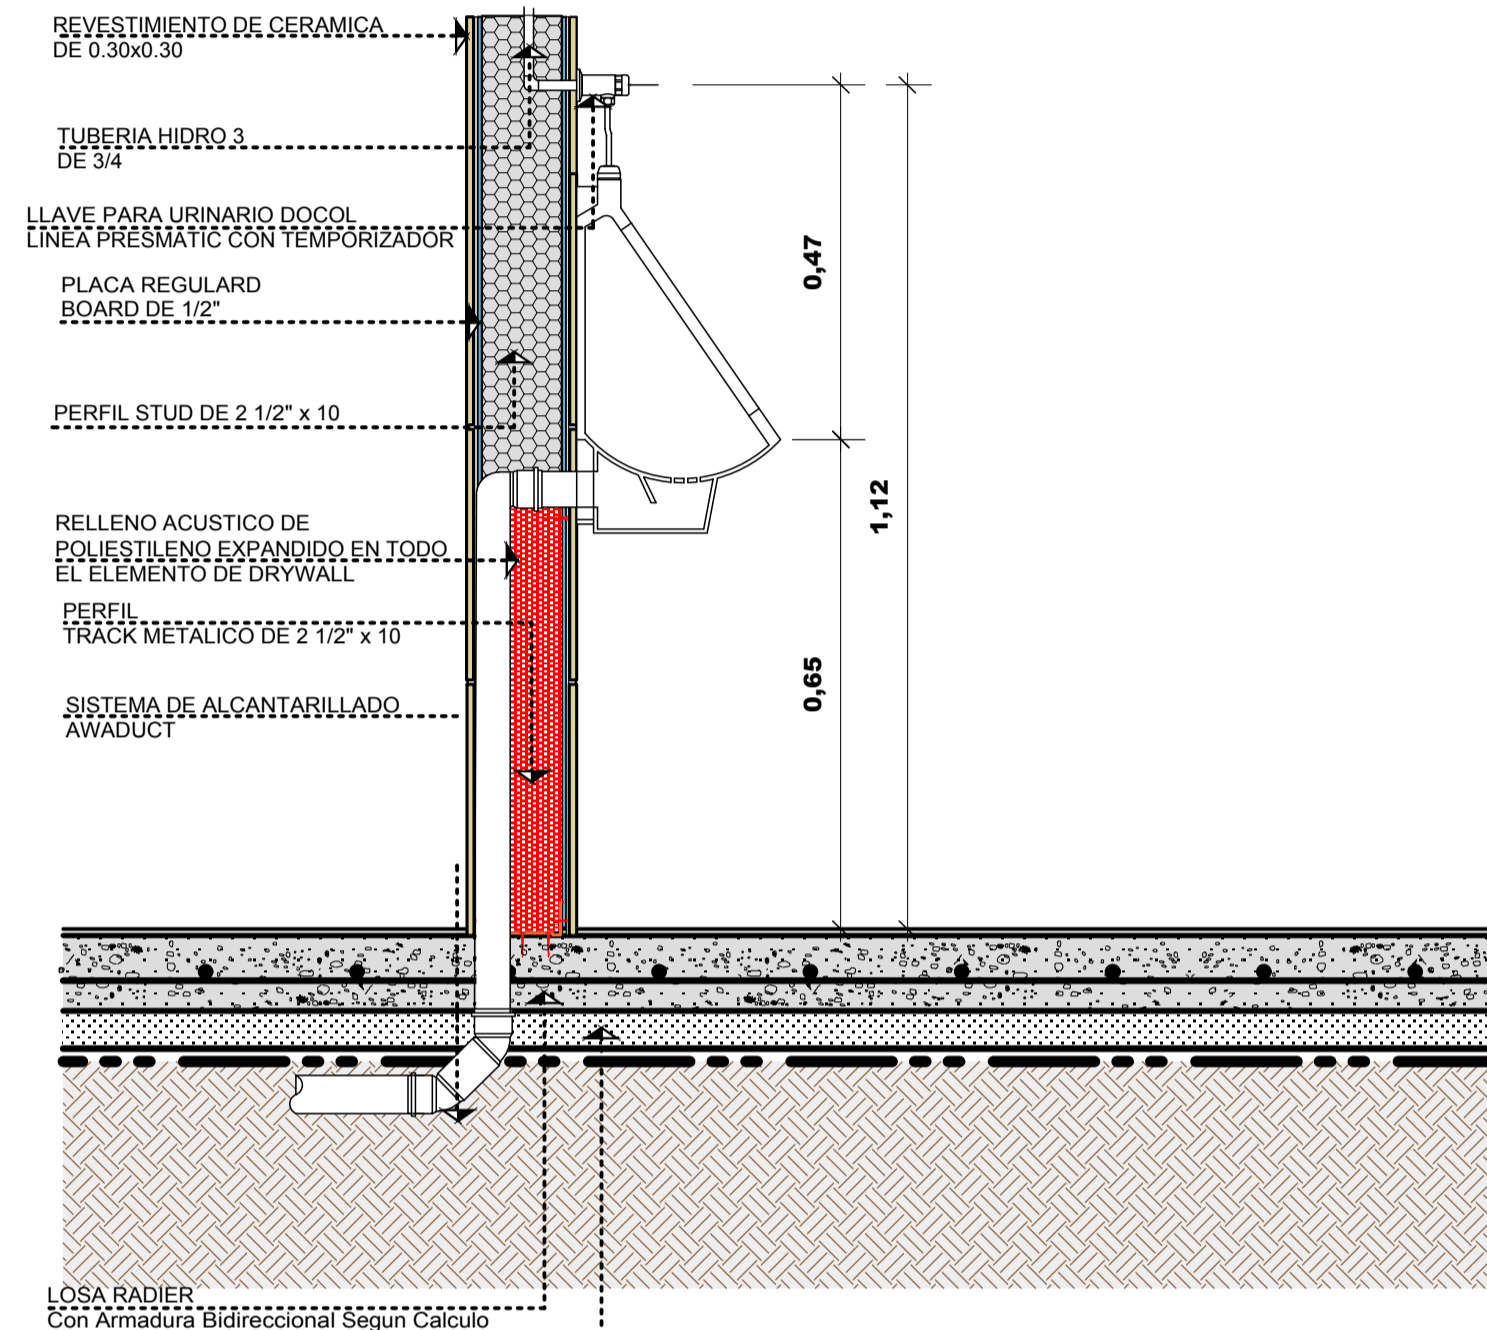 REVESTIMIENTO DE CERAMICA
DE 0.30x0.30
TUBERIA HIDRO 3
DE 3/4
LLAVE PARA URINARIO DOCOL
LINEA PRESMATIC CON TEMPORIZADOR
PLACA REGULARD
BOARD DE 1/2"
PERFIL STUD DE 2 1/2" x 10
RELLENO ACUSTICO DE
POLIESTILENO EXPANDIDO EN TODO
EL ELEMENTO DE DRYWALL
PERFIL
TRACK METALICO DE 2 1/2" x 10
SISTEMA DE ALCANTARILLADO
AWADUCT
LOSA RADIER
Con Armadura Bidireccional Segun Calculo
0,47
1,12
0,65